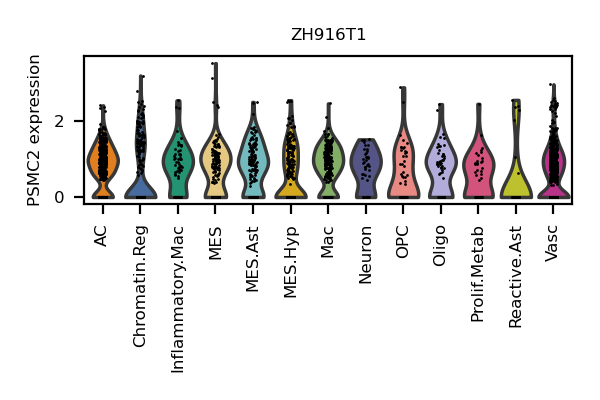 ZH916T1
PSMC2 expression
2
0
AC
Chromatin.Reg
Inflammatory.Mac
MES
MES.Ast
MES.Hyp
Mac
Neuron
OPC
Oligo
Prolif.Metab
Reactive.Ast
Vasc